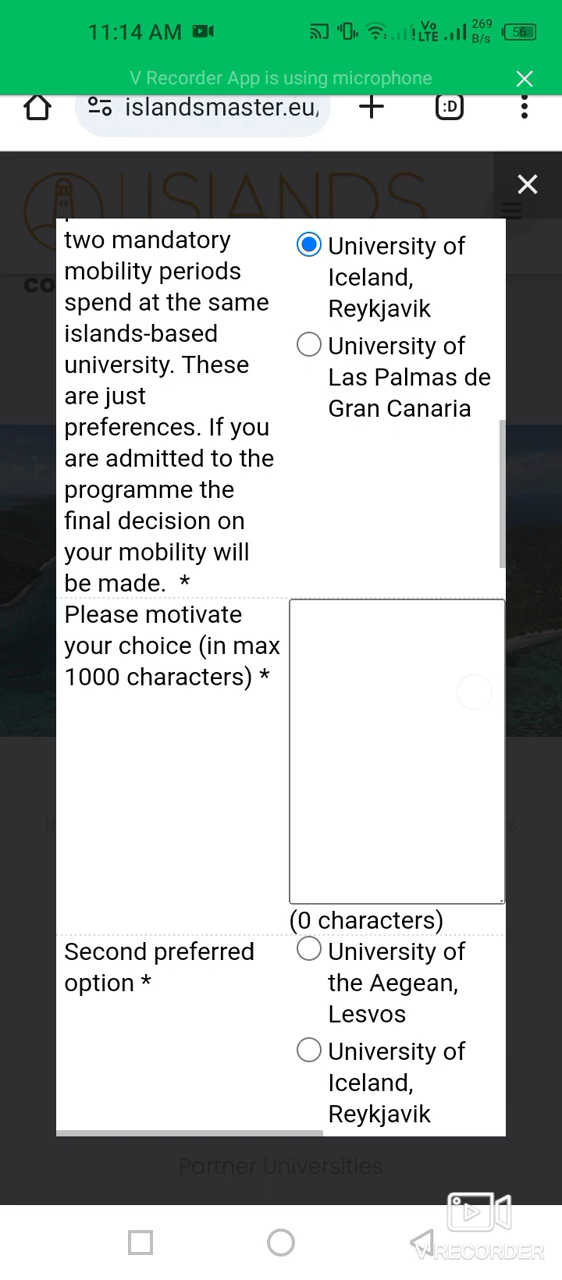 11:14 AM
Vo
LTE
269
B/s
56
V Recorder App is using microphone
islandsmaster.eu,
:D
ISLANDS
co
two mandatory
mobility periods
spend at the same
islands-based
university. These
are just
preferences. If you
are admitted to the
programme the
final decision on
your mobility will
be made. *
University of
Iceland,
Reykjavik
University of
Las Palmas de
Gran Canaria
Please motivate
your choice (in max
1000 characters) *
(0 characters)
Second preferred
option *
University of
the Aegean,
Lesvos
University of
Iceland,
Reykjavik
Partner Universities
V RECORDER